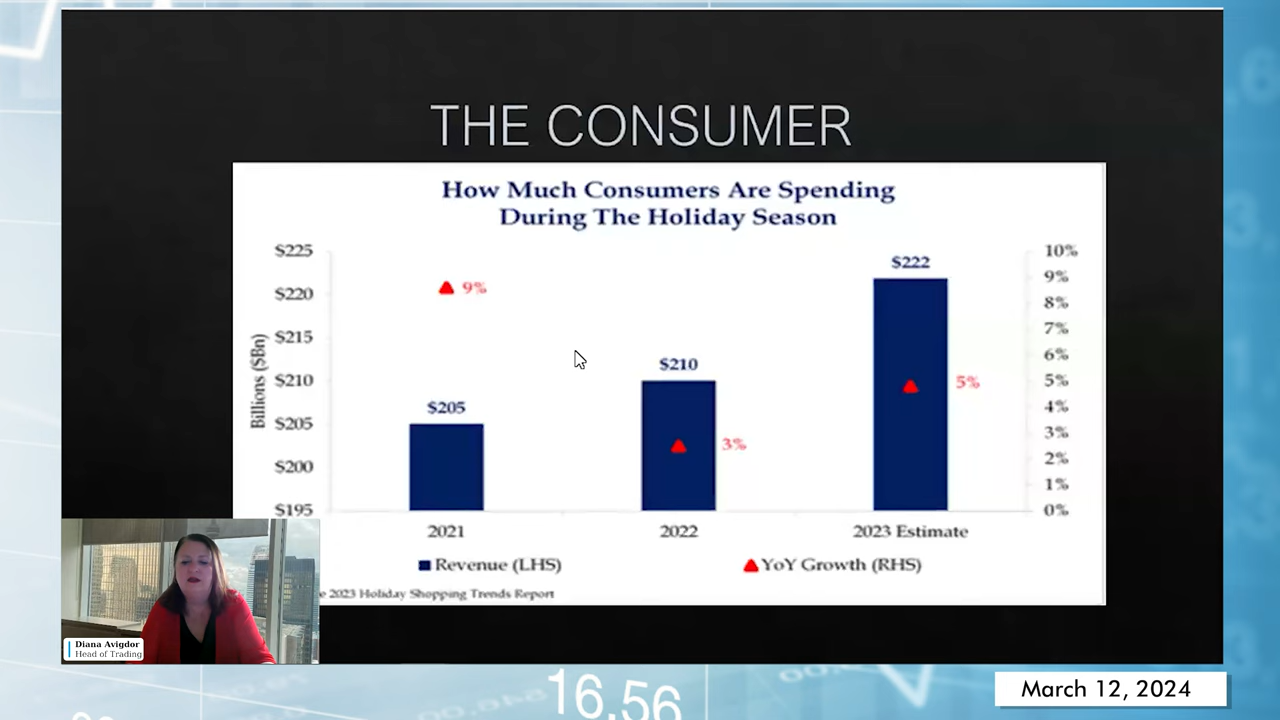 THE CONSUMER
How Much Consumers Are Spending
During The Holiday Season
$225
$220
$215
$210
$205
$200
$195
Billions ($Bn)
10%
9%
8%
7%
6%
5%
4%
3%
2%
1%
0%
9%
$205
$210
3%
$222
5%
2021
2022
2023 Estimate
Revenue (LHS)
YoY Growth (RHS)
2023 Holiday Shopping Trends Report
Diana Avigdor
Head of Trading
March 12, 2024
16.56